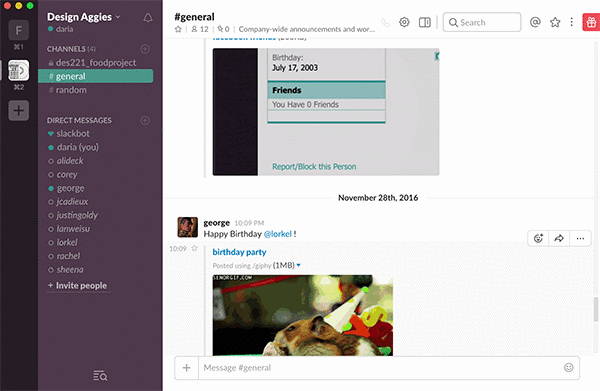 Design Aggies
daria
F
⌘1
⌘2
CHANNELS (4)
des221_foodproject
# general
# random
DIRECT MESSAGES
slackbot
daria (you)
alideck
corey
george
jcadieux
justingoldy
lanweisu
lorkel
rachel
sheena
+ Invite people
#general
12
0
Company-wide announcements and wor...
Search
Birthday:
July 17, 2003
Friends
You Have 0 Friends
Report/Block this Person
November 28th, 2016
george 10:09 PM
Happy Birthday @lorkel !
10:09
birthday party
Posted using /giphy (1MB)
SENORGIF.COM
Message #general